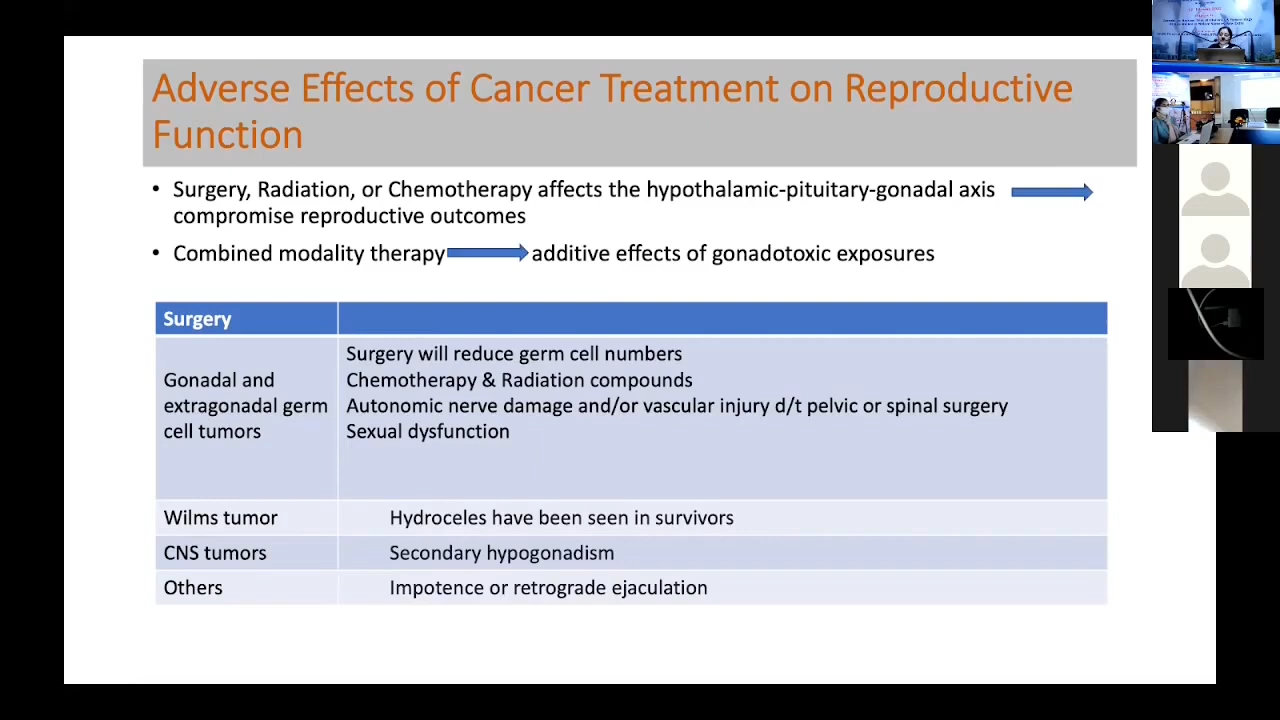 Adverse Effects of Cancer Treatment on Reproductive
Function
• Surgery, Radiation, or Chemotherapy affects the hypothalamic-pituitary-gonadal axis
compromise reproductive outcomes
• Combined modality therapy additive effects of gonadotoxic exposures
Surgery
Gonadal and
extragonadal germ
cell tumors
Surgery will reduce germ cell numbers
Chemotherapy & Radiation compounds
Autonomic nerve damage and/or vascular injury d/t pelvic or spinal surgery
Sexual dysfunction
Wilms tumor
Hydroceles have been seen in survivors
CNS tumors
Secondary hypogonadism
Others
Impotence or retrograde ejaculation